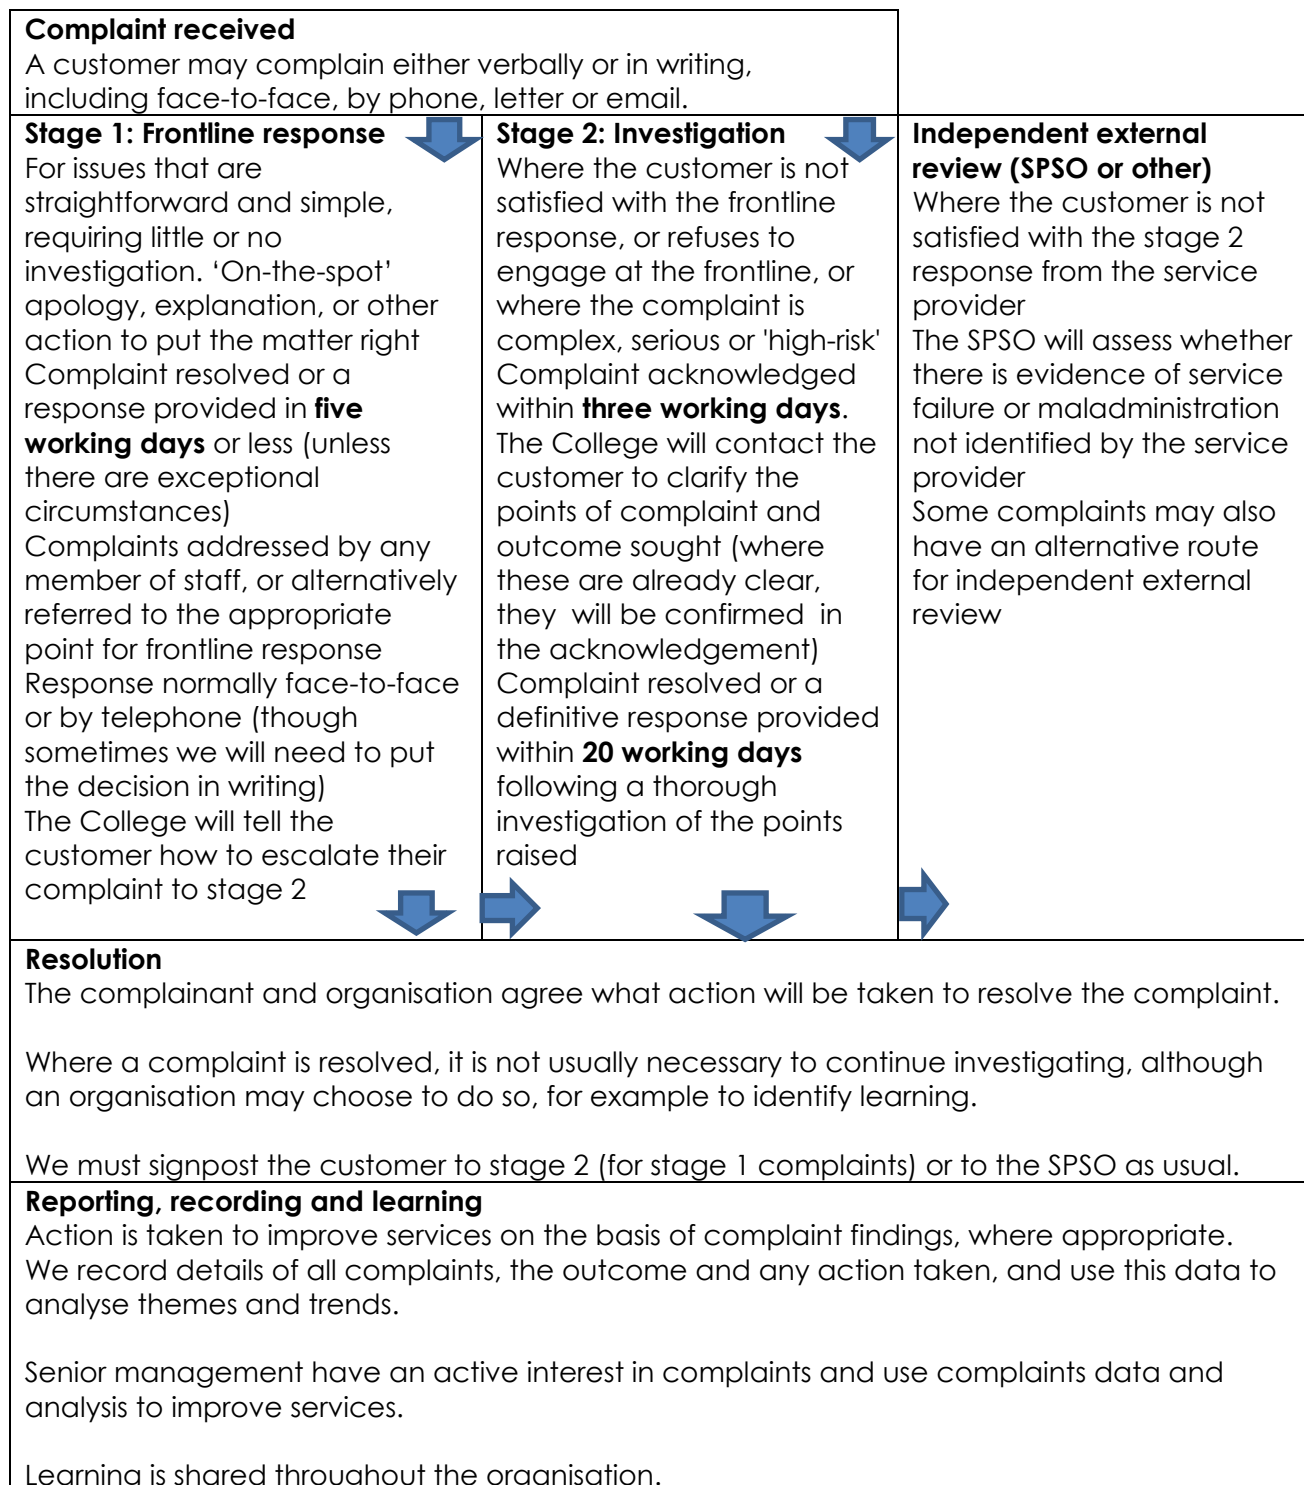 Complaint received
A customer may complain either verbally or in writing,
including face-to-face, by phone, letter or email.
Stage 1: Frontline response
For issues that are
straightforward and simple,
requiring little or no
investigation. ‘On-the-spot’
apology, explanation, or other
action to put the matter right
Complaint resolved or a
response provided in five
working days or less (unless
there are exceptional
circumstances)
Complaints addressed by any
member of staff, or alternatively
referred to the appropriate
point for frontline response
Response normally face-to-face
or by telephone (though
sometimes we will need to put
the decision in writing)
The College will tell the
customer how to escalate their
complaint to stage 2
Stage 2: Investigation
Where the customer is not
satisfied with the frontline
response, or refuses to
engage at the frontline, or
where the complaint is
complex, serious or 'high-risk'
Complaint acknowledged
within three working days.
The College will contact the
customer to clarify the
points of complaint and
outcome sought (where
these are already clear,
they will be confirmed in
the acknowledgement)
Complaint resolved or a
definitive response provided
within 20 working days
following a thorough
investigation of the points
raised
Independent external
review (SPSO or other)
Where the customer is not
satisfied with the stage 2
response from the service
provider
The SPSO will assess whether
there is evidence of service
failure or maladministration
not identified by the service
provider
Some complaints may also
have an alternative route
for independent external
review
Resolution
The complainant and organisation agree what action will be taken to resolve the complaint.
Where a complaint is resolved, it is not usually necessary to continue investigating, although
an organisation may choose to do so, for example to identify learning.
We must signpost the customer to stage 2 (for stage 1 complaints) or to the SPSO as usual.
Reporting, recording and learning
Action is taken to improve services on the basis of complaint findings, where appropriate.
We record details of all complaints, the outcome and any action taken, and use this data to
analyse themes and trends.
Senior management have an active interest in complaints and use complaints data and
analysis to improve services.
Learning is shared throughout the organisation.